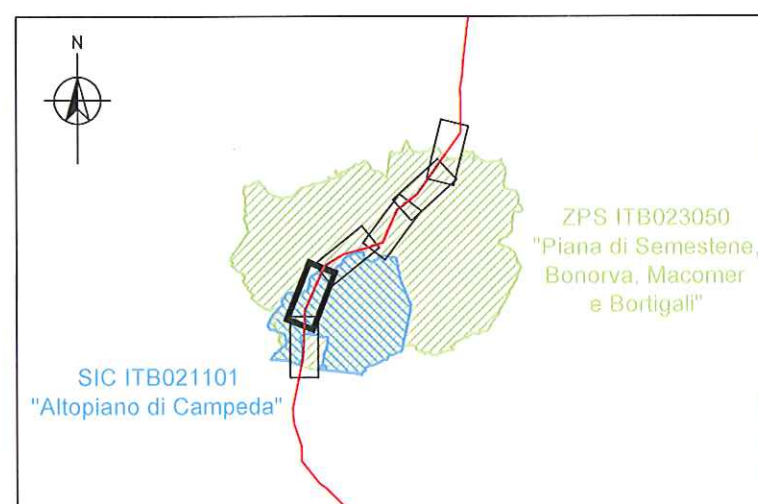 N
ZPS ITB023050
"Piana di Semestene,
Bonorva, Macomer
e Bortigali"
SIC ITB021101
"Altopiano di Campeda"